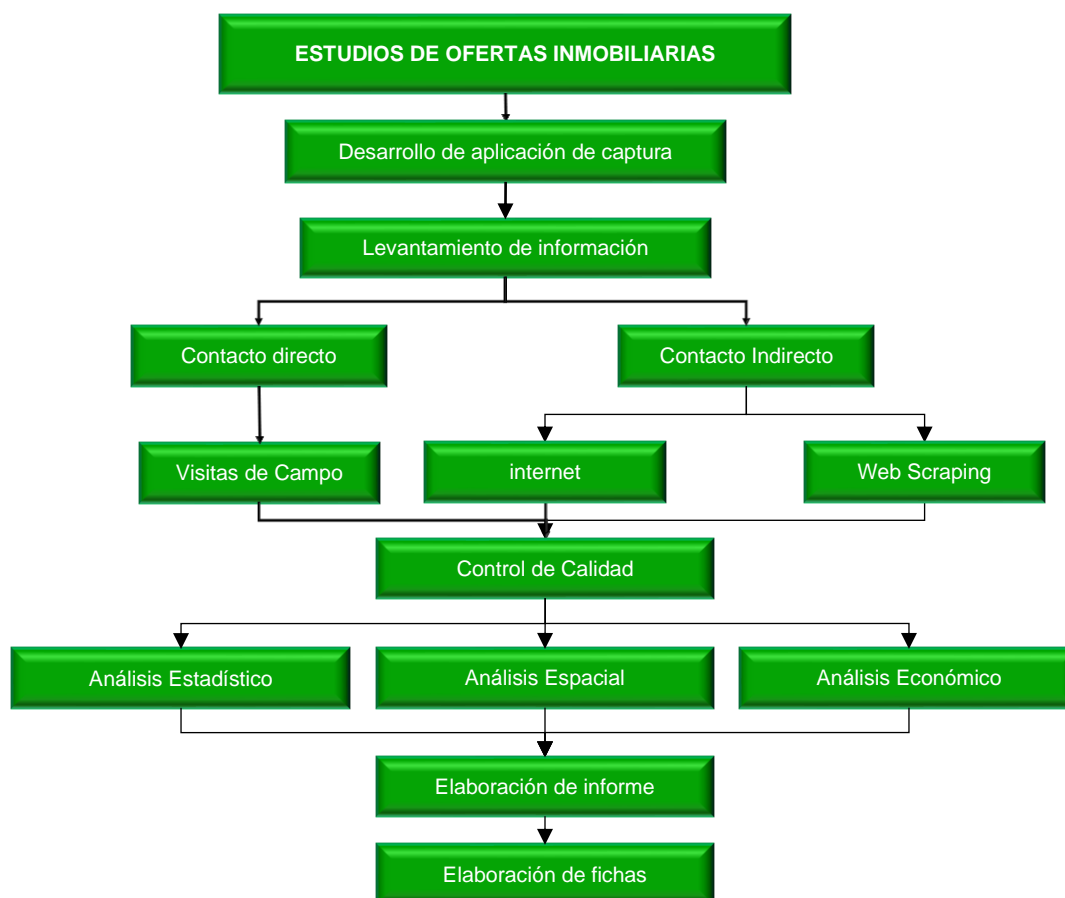 ESTUDIOS DE OFERTAS INMOBILIARIAS
Desarrollo de aplicación de captura
Levantamiento de información
Contacto directo
Contacto Indirecto
Visitas de Campo
internet
Web Scraping
Control de Calidad
Análisis Estadístico
Análisis Espacial
Análisis Económico
Elaboración de informe
Elaboración de fichas